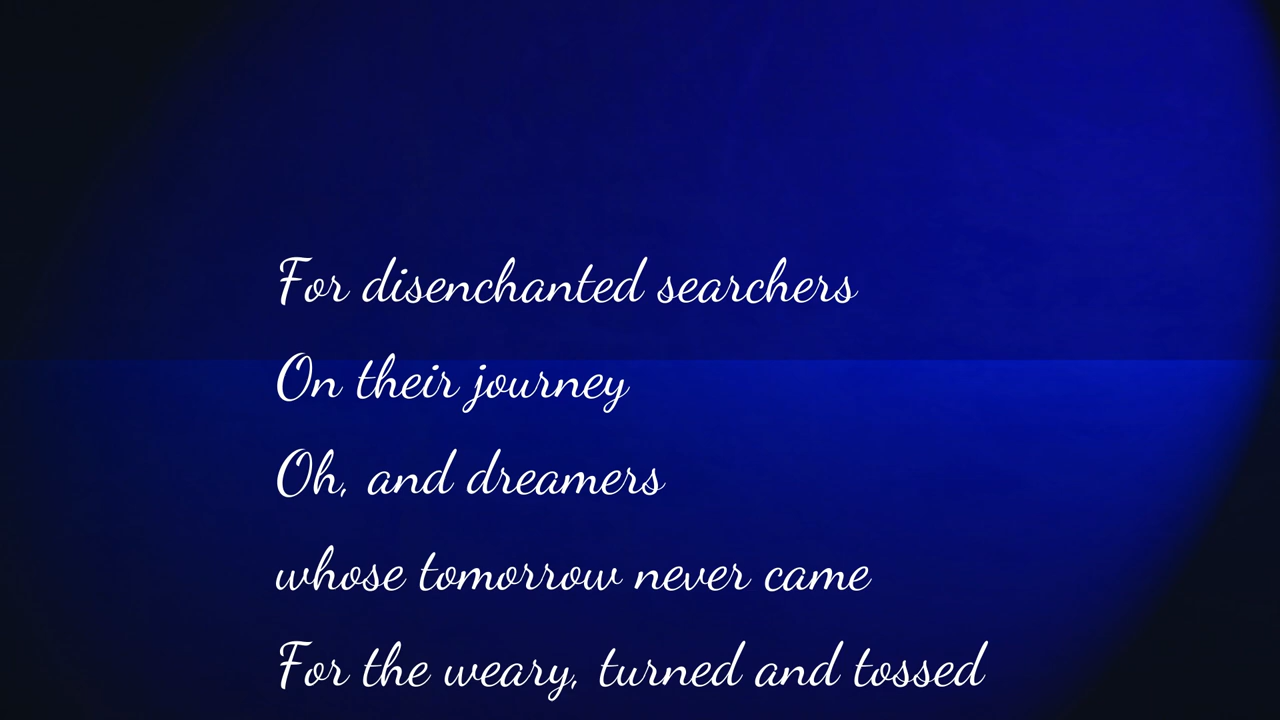 For disenchanted searchers
On their journey
Oh, and dreamers
whose tomorrow never came
For the weary, turned and tossed